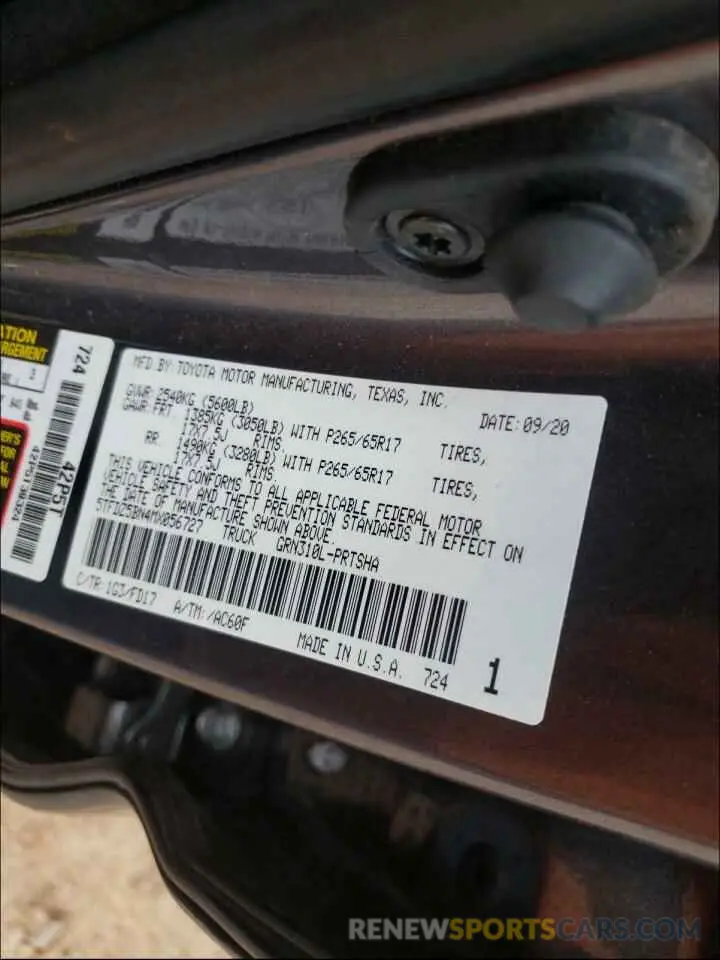 MFD BY: TOYOTA MOTOR MANUFACTURING, TEXAS, INC.
GVWR: 2540KG (5600LB) DATE: 09/20
GAWR: FRT 1385KG (3050LB) WITH P265/65R17 TIRES,
17X7.5J RIMS,
RR 1490KG (3280LB) WITH P265/65R17 TIRES,
17X7.5J RIMS.
THIS VEHICLE CONFORMS TO ALL APPLICABLE FEDERAL MOTOR
VEHICLE SAFETY AND THEFT PREVENTION STANDARDS IN EFFECT ON
THE DATE OF MANUFACTURE SHOWN ABOVE.
TRUCK GRN310L-PRTSHA
C/TR: 1G3/FD17 A/TM: /AC60F
MADE IN U.S.A. 724 1
724
42P5T
RENEWSPORTSCARS.COM